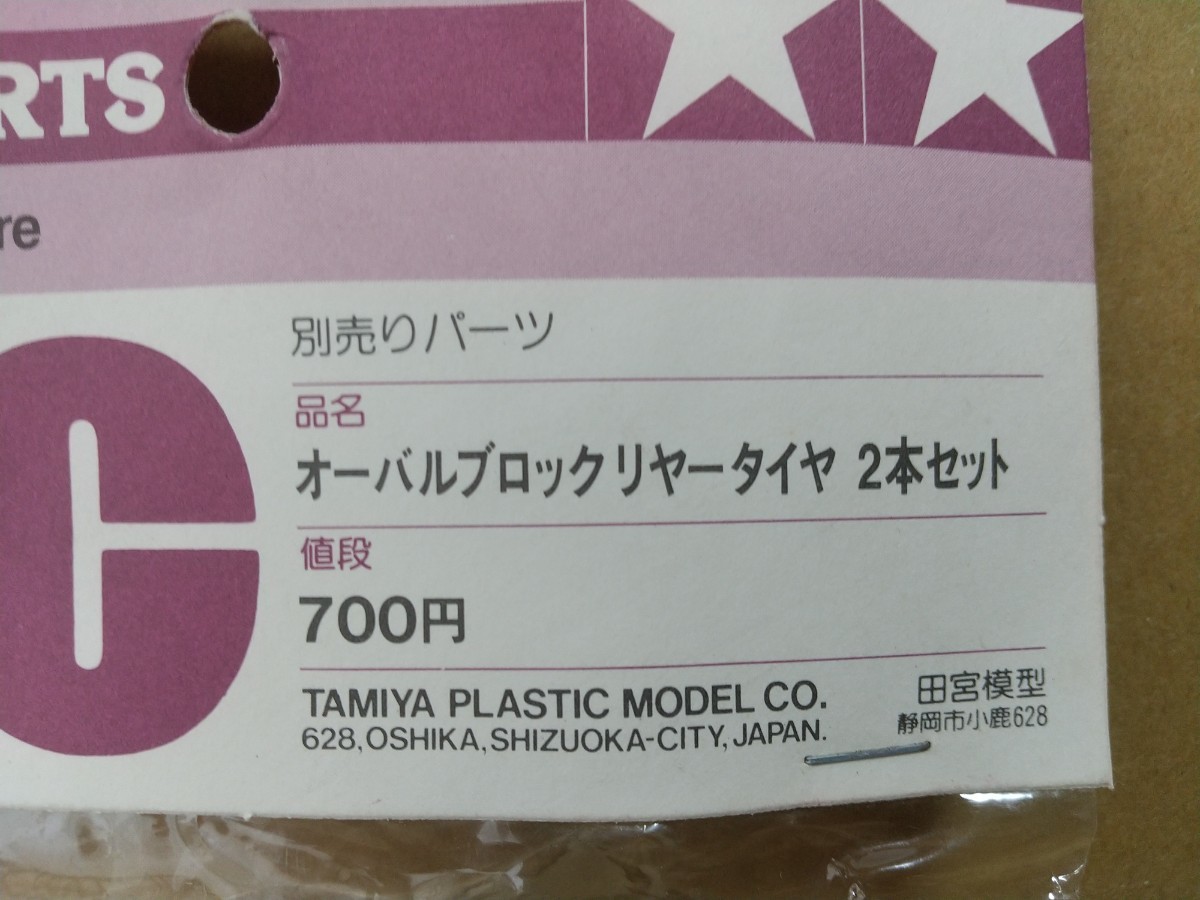 RTS
re
C
別売りパーツ
品名
オーバルブロックリヤータイヤ 2本セット
値段
700円
TAMIYA PLASTIC MODEL CO.
628, OSHIKA, SHIZUOKA-CITY, JAPAN.
田宮模型
静岡市小鹿628